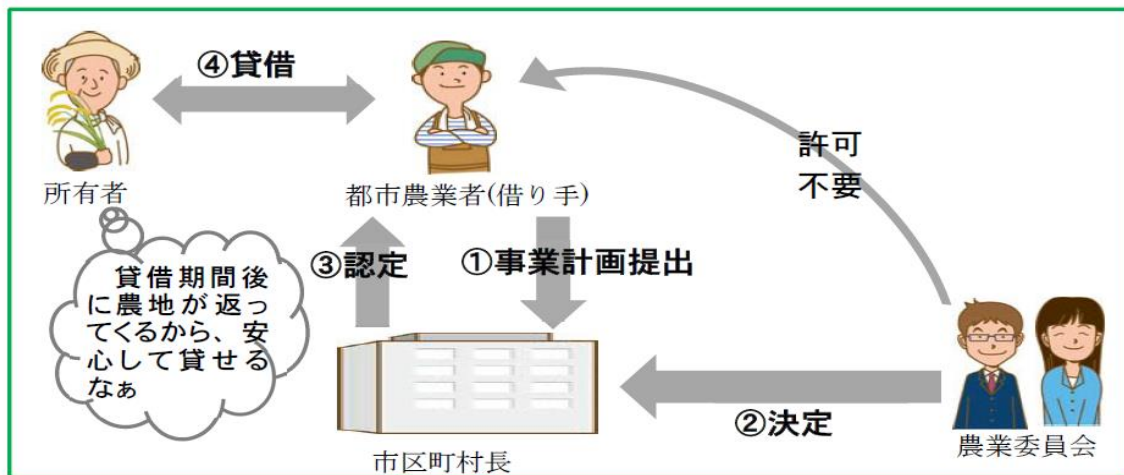 ④貸借
許可
不要
所有者
都市農業者(借り手)
③認定
①事業計画提出
貸借期間後
に農地が返っ
てくるから、安
心して貸せる
なぁ
②決定
市区町村長
農業委員会